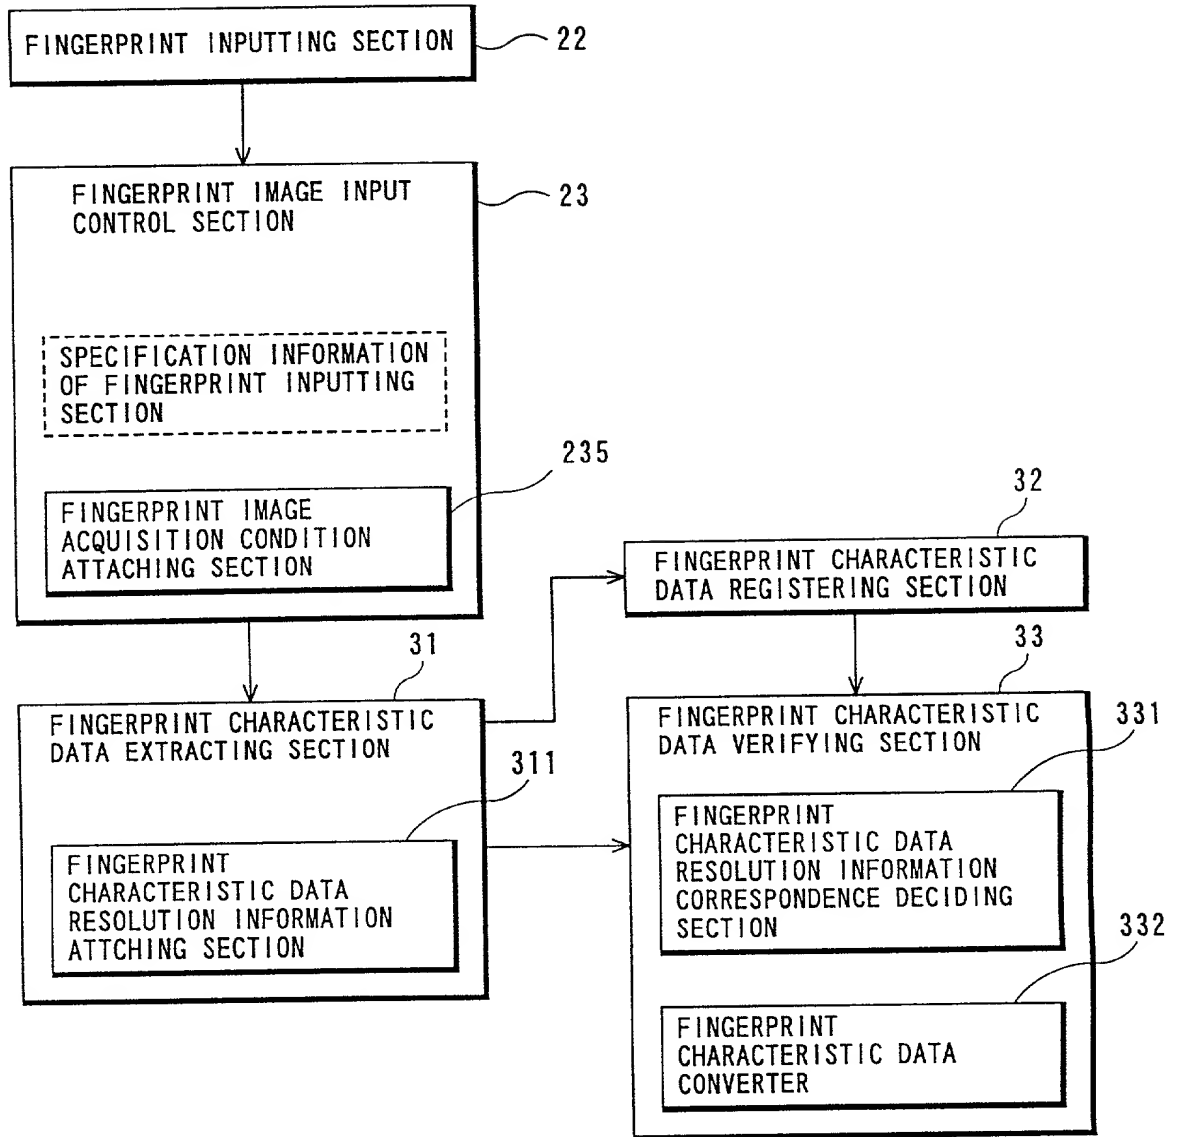 FINGERPRINT INPUTTING SECTION
22
FINGERPRINT IMAGE INPUT
CONTROL SECTION
23
SPECIFICATION INFORMATION
OF FINGERPRINT INPUTTING
SECTION
235
FINGERPRINT IMAGE
ACQUISITION CONDITION
ATTACHING SECTION
32
FINGERPRINT CHARACTERISTIC
DATA REGISTERING SECTION
31
FINGERPRINT CHARACTERISTIC
DATA EXTRACTING SECTION
311
FINGERPRINT
CHARACTERISTIC DATA
RESOLUTION INFORMATION
ATTCHING SECTION
33
FINGERPRINT CHARACTERISTIC
DATA VERIFYING SECTION
331
FINGERPRINT
CHARACTERISTIC DATA
RESOLUTION INFORMATION
CORRESPONDENCE DECIDING
SECTION
332
FINGERPRINT
CHARACTERISTIC DATA
CONVERTER